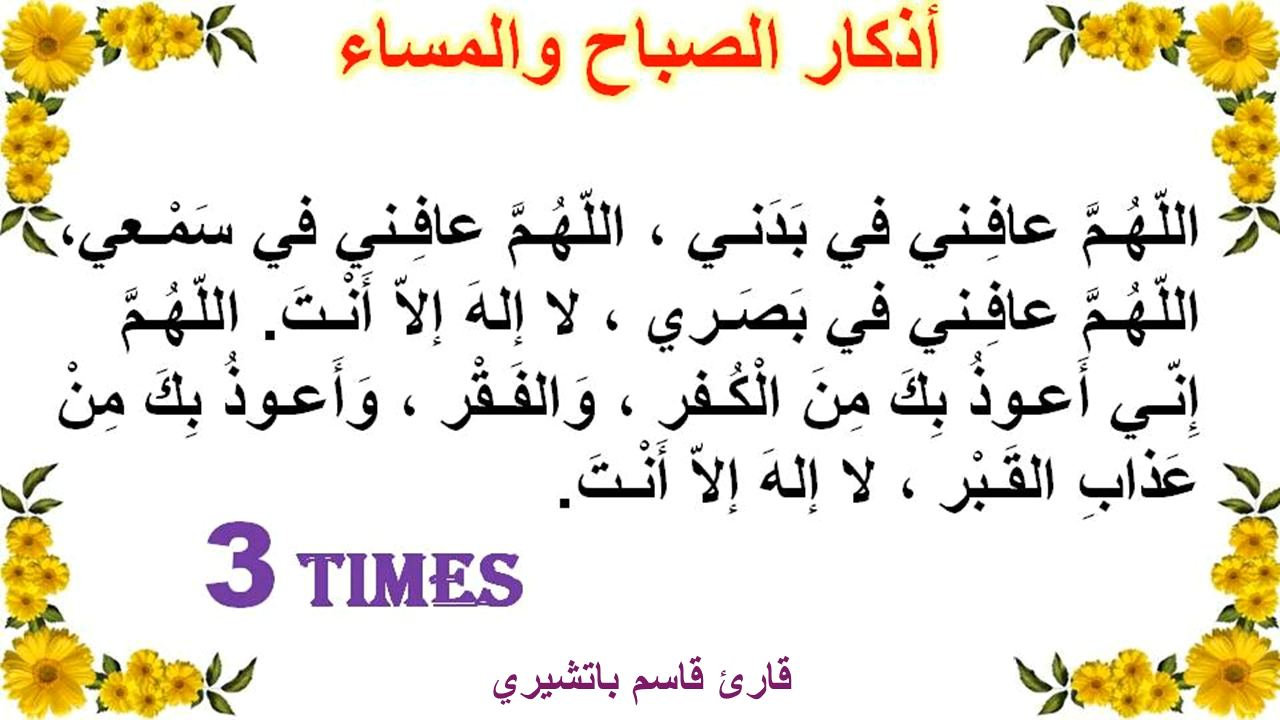 أذكار الصباح والمساء
اللّهُـمَّ عافِـني في بَدَنـي ، اللّهُـمَّ عافِـني في سَمْـعي،
اللّهُـمَّ عافِـني في بَصَـري ، لا إلهَ إلاّ أَنْـتَ. اللّهُـمَّ
إِنّـي أَعـوذُ بِكَ مِنَ الْكُـفر ، وَالفَـقْر ، وَأَعـوذُ بِكَ مِنْ
عَذابِ القَـبْر ، لا إلهَ إلاّ أَنْـتَ.
3 TIMES
قارئ قاسم باتشيري